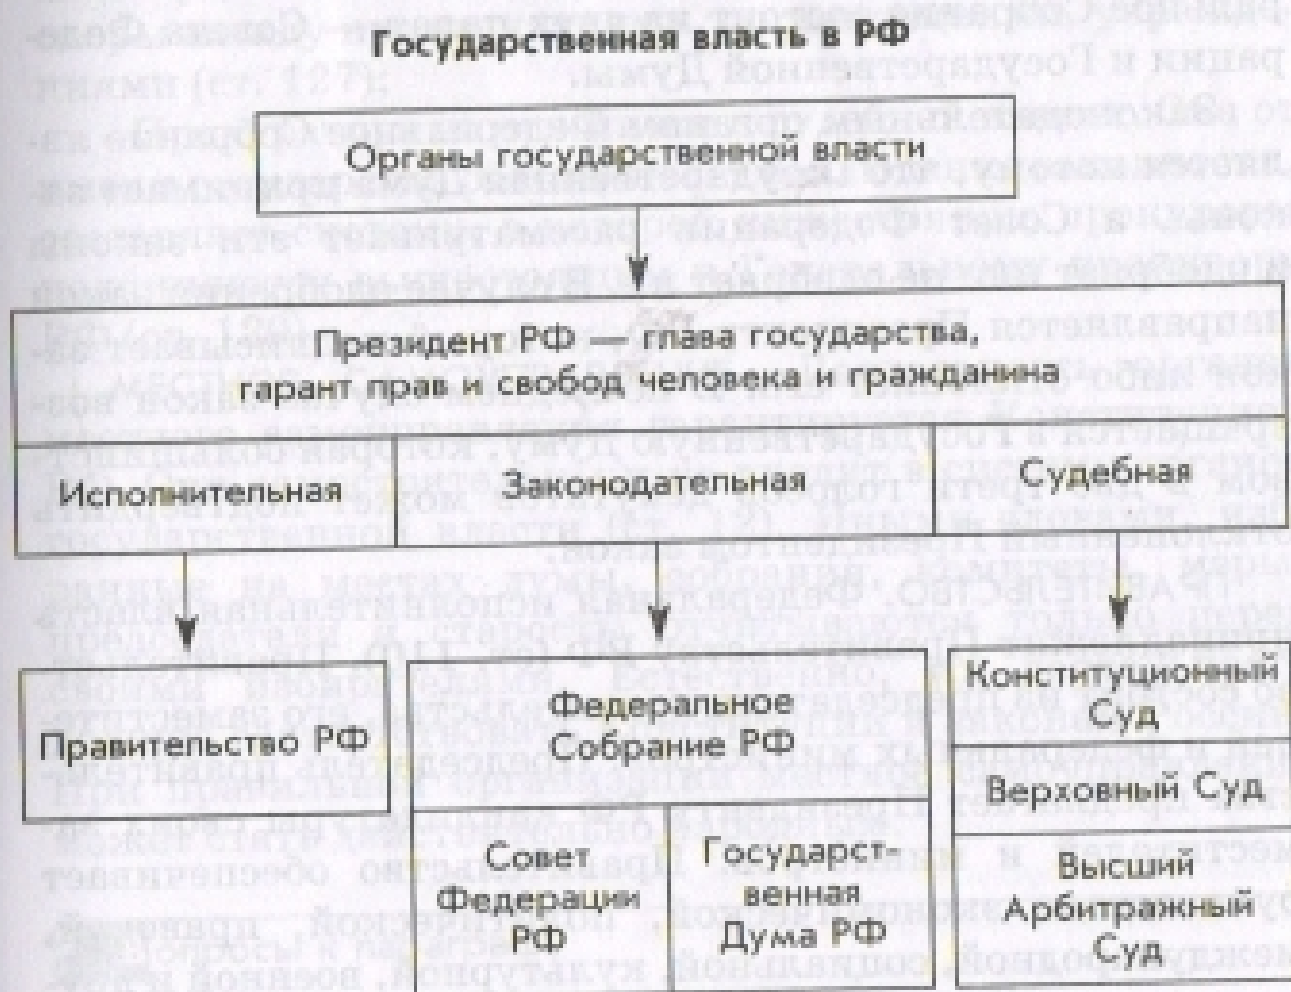 Государственная власть в РФ
Органы государственной власти
Президент РФ — глава государства,
гарант прав и свобод человека и гражданина
Исполнительная
Законодательная
Судебная
Правительство РФ
Федеральное
Собрание РФ
Совет
Федерации
РФ
Государст-
венная
Дума РФ
Конституционный
Суд
Верховный Суд
Высший
Арбитражный
Суд